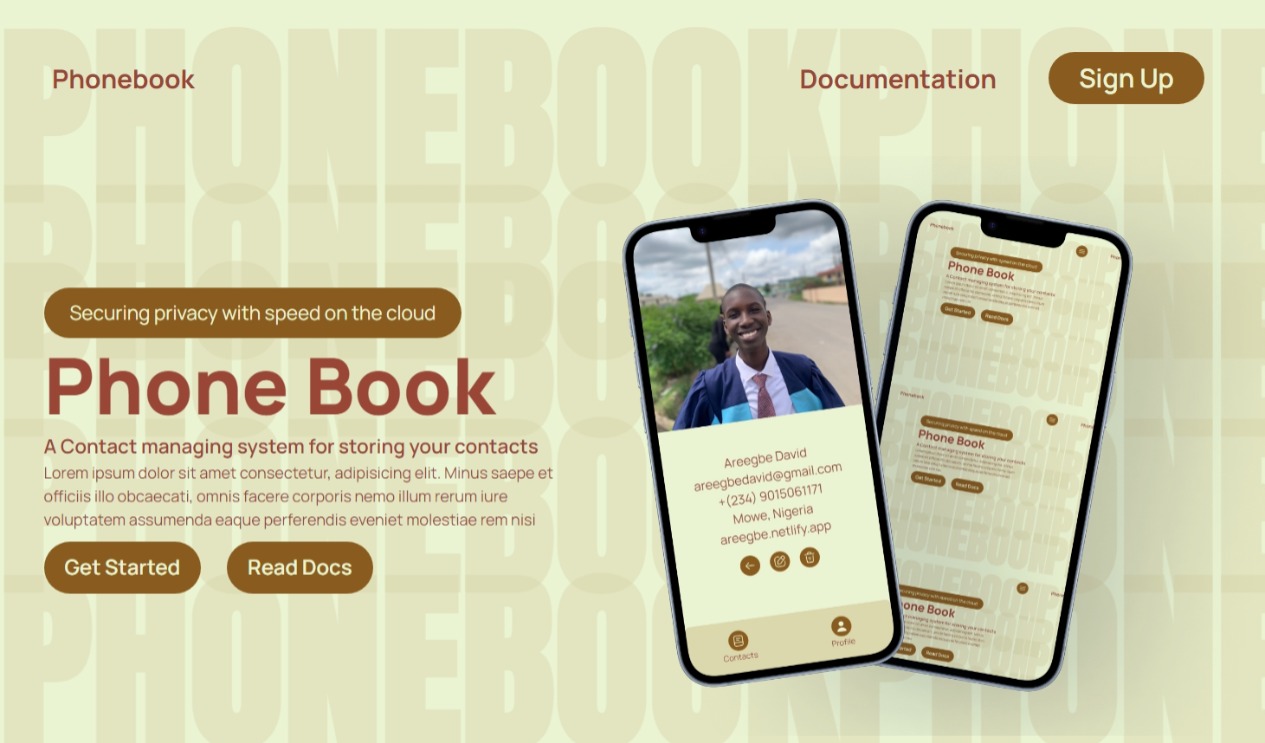 Phonebook
Documentation
Sign Up
Securing privacy with speed on the cloud
Phone Book
A Contact managing system for storing your contacts
Lorem ipsum dolor sit amet consectetur, adipisicing elit. Minus saepe et
officiis illo obcaecati, omnis facere corporis nemo illum rerum iure
voluptatem assumenda eaque perferendis eveniet molestiae rem nisi
Get Started
Read Docs
Areegbe David
areegbedavid@gmail.com
+(234) 9015061171
Mowe, Nigeria
areegbe.netlify.app
Contacts
Profile
Phonebook
Securing privacy with speed on the cloud
Phone Book
A Contact managing system for storing your contacts
Get Started
Read Docs
Phonebook
Securing privacy with speed on the cloud
Phone Book
A Contact managing system for storing your contacts
Get Started
Read Docs
Phone Book
Read Docs
PHONEBOOKPHONE
PHONEBOOKPHONE
PHONEBOOKPHONE